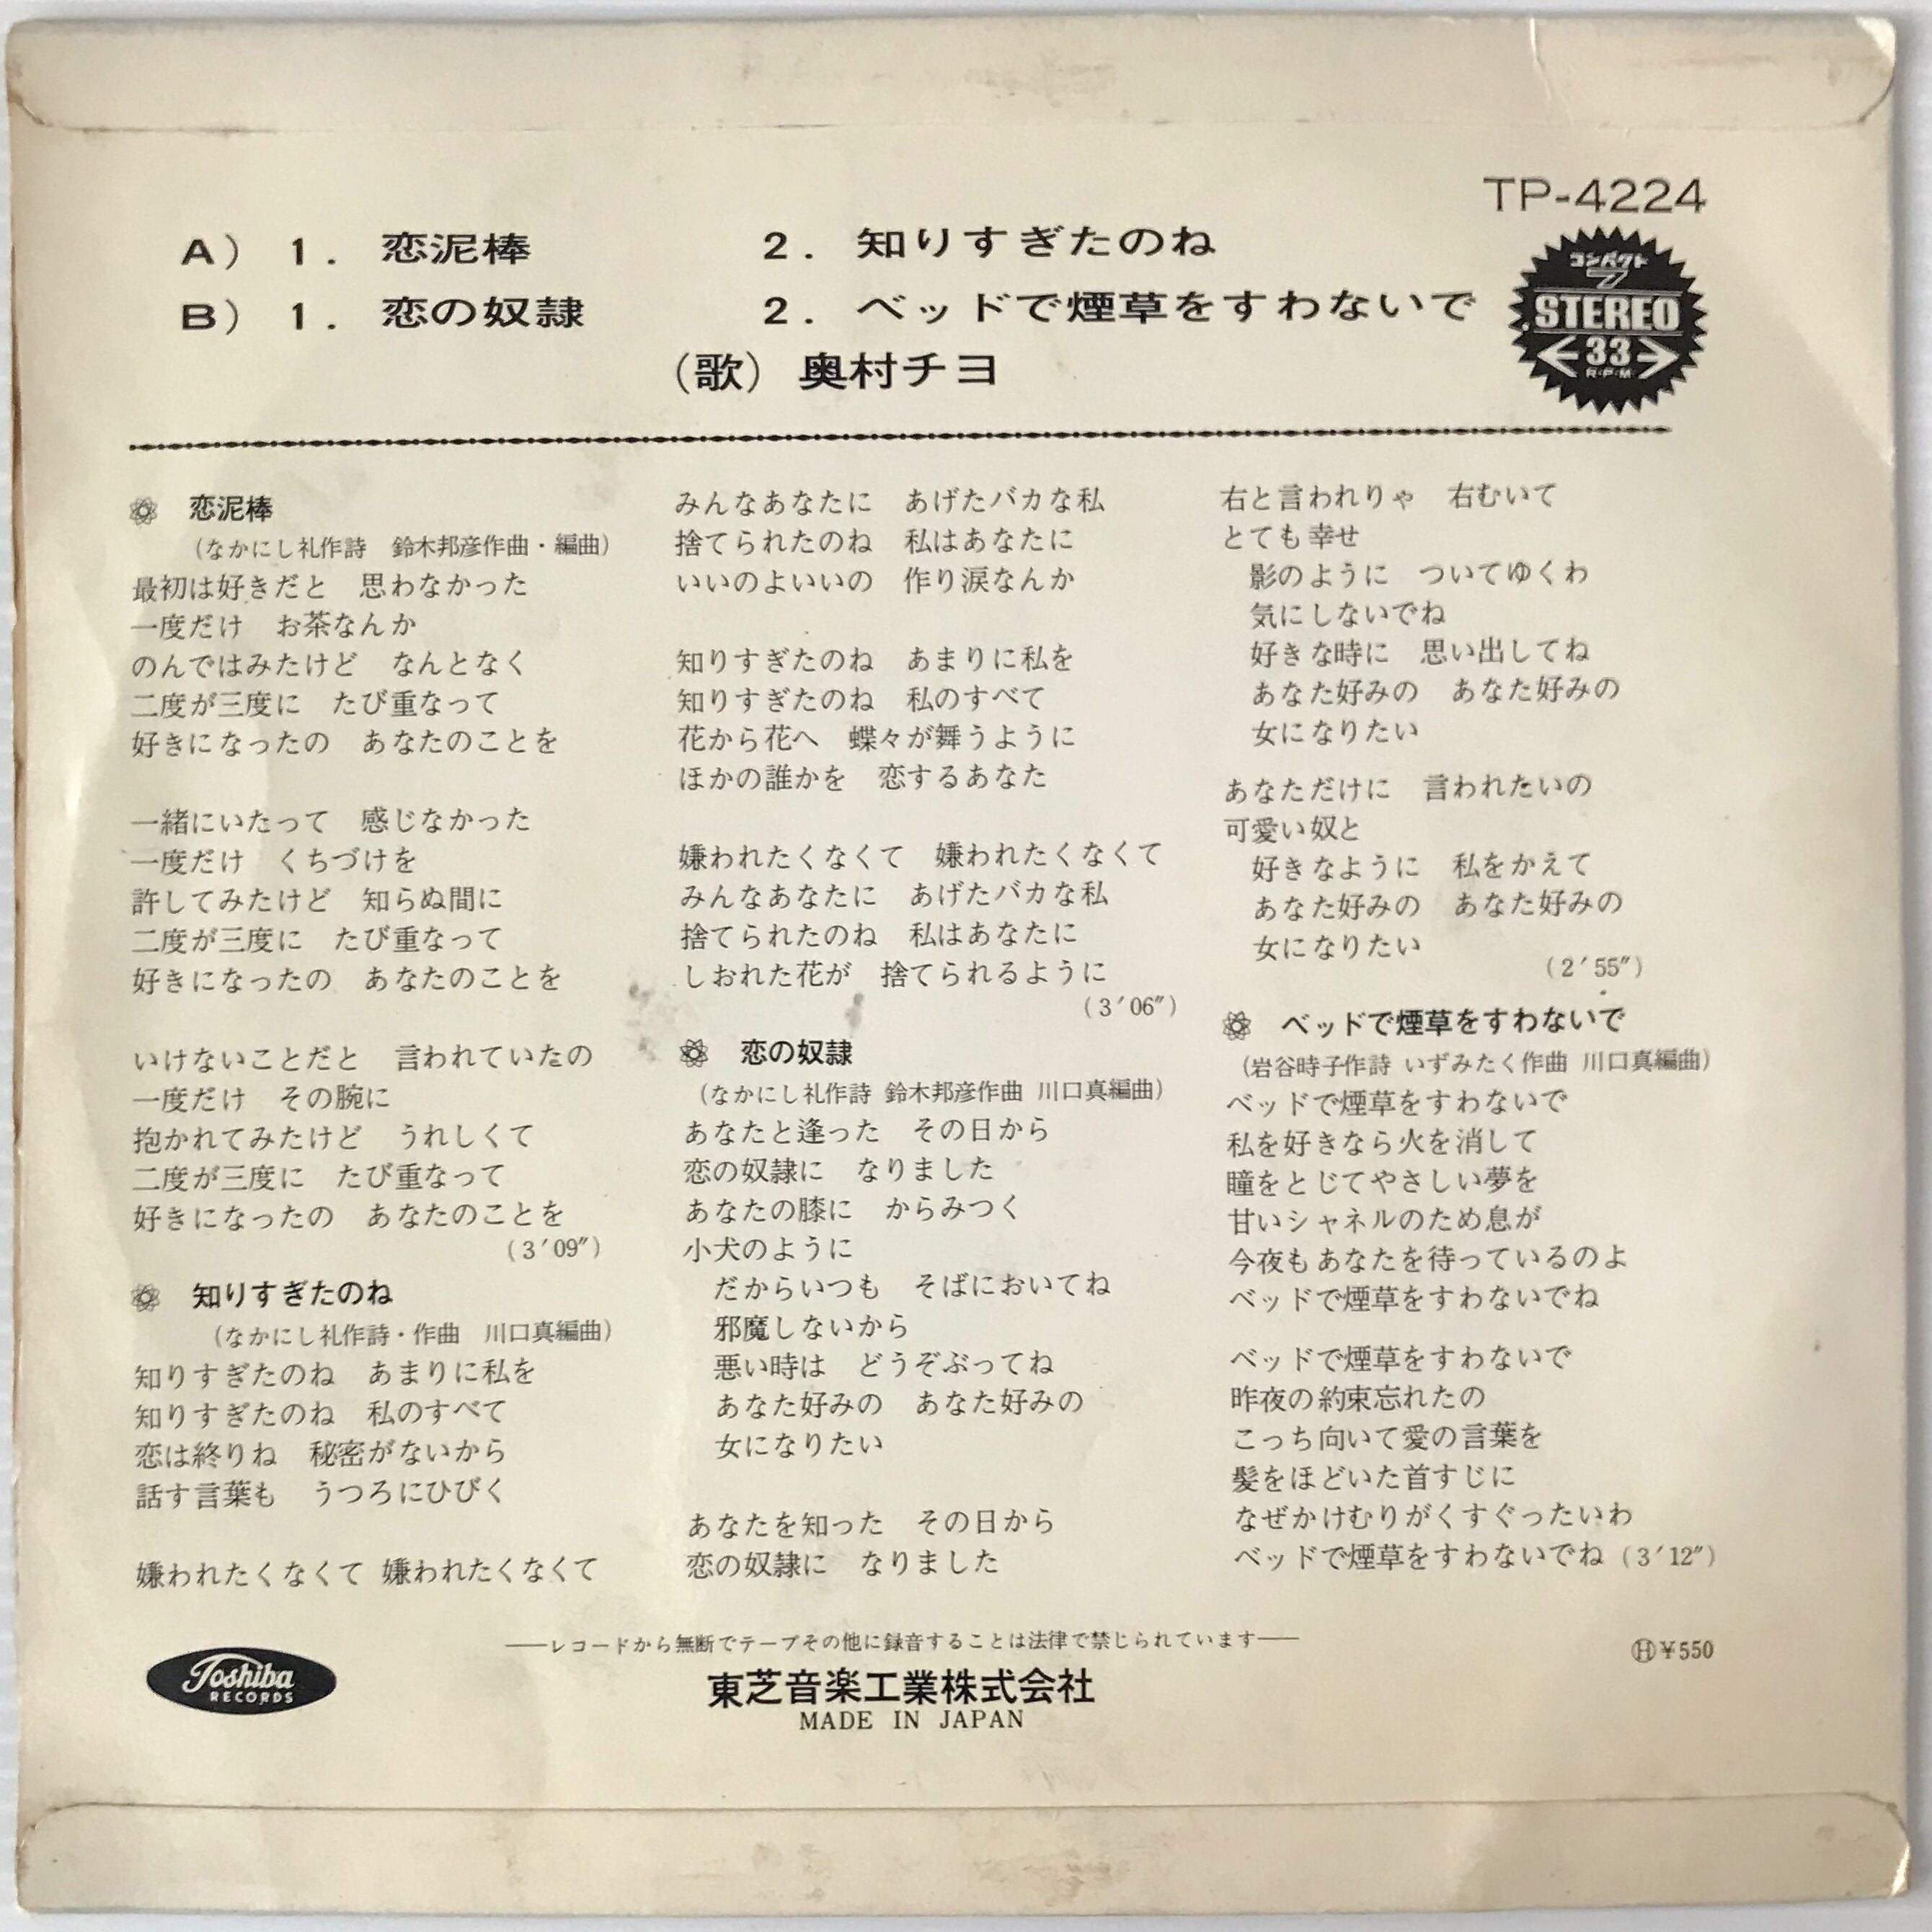 TP-4224
A) 1. 恋泥棒 2. 知りすぎたのね
B) 1. 恋の奴隷 2. ベッドで煙草をすわないで
(歌) 奥村チヨ
コンパクト
7
STEREO
33
R・P・M
恋泥棒
(なかにし礼作詩 鈴木邦彦作曲・編曲)
最初は好きだと 思わなかった
一度だけ お茶なんか
のんではみたけど なんとなく
二度が三度に たび重なって
好きになったの あなたのことを
一緒にいたって 感じなかった
一度だけ くちづけを
許してみたけど 知らぬ間に
二度が三度に たび重なって
好きになったの あなたのことを
いけないことだと 言われていたの
一度だけ その腕に
抱かれてみたけど うれしくて
二度が三度に たび重なって
好きになったの あなたのことを
(3′09″)
知りすぎたのね
(なかにし礼作詩・作曲 川口真編曲)
知りすぎたのね あまりに私を
知りすぎたのね 私のすべて
恋は終りね 秘密がないから
話す言葉も うつろにひびく
嫌われたくなくて 嫌われたくなくて
みんなあなたに あげたバカな私
捨てられたのね 私はあなたに
いいのよいいの 作り涙なんか
知りすぎたのね あまりに私を
知りすぎたのね 私のすべて
花から花へ 蝶々が舞うように
ほかの誰かを 恋するあなた
嫌われたくなくて 嫌われたくなくて
みんなあなたに あげたバカな私
捨てられたのね 私はあなたに
しおれた花が 捨てられるように
(3′06″)
恋の奴隷
(なかにし礼作詩 鈴木邦彦作曲 川口真編曲)
あなたと逢った その日から
恋の奴隷に なりました
あなたの膝に からみつく
小犬のように
だからいつも そばにおいてね
邪魔しないから
悪い時は どうぞぶってね
あなた好みの あなた好みの
女になりたい
あなたを知った その日から
恋の奴隷に なりました
右と言われりゃ 右むいて
とても幸せ
影のように ついてゆくわ
気にしないでね
好きな時に 思い出してね
あなた好みの あなた好みの
女になりたい
あなただけに 言われたいの
可愛い奴と
好きなように 私をかえて
あなた好みの あなた好みの
女になりたい
(2′55″)
ベッドで煙草をすわないで
(岩谷時子作詩 いずみたく作曲 川口真編曲)
ベッドで煙草をすわないで
私を好きなら火を消して
瞳をとじてやさしい夢を
甘いシャネルのため息が
今夜もあなたを待っているのよ
ベッドで煙草をすわないでね
ベッドで煙草をすわないで
昨夜の約束忘れたの
こっち向いて愛の言葉を
髪をほどいた首すじに
なぜかけむりがくすぐったいわ
ベッドで煙草をすわないでね (3′12″)
──レコードから無断でテープその他に録音することは法律で禁じられています──
Toshiba
RECORDS
東芝音楽工業株式会社
MADE IN JAPAN
Ⓗ¥550